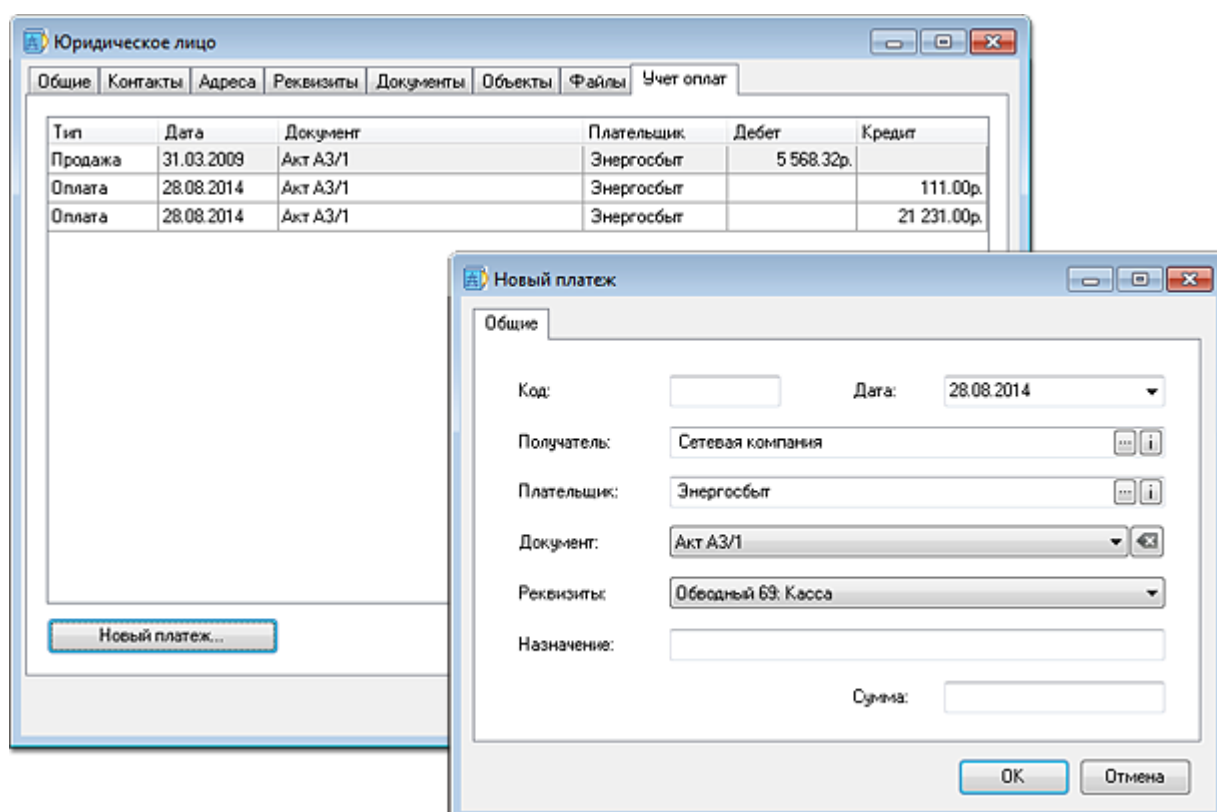 Юридическое лицо
Общие Контакты Адреса Реквизиты Документы Объекты Файлы Учет оплат
Тип Дата Документ Плательщик Дебет Кредит
Продажа 31.03.2009 Акт А3/1 Энергосбыт 5 568.32р.
Оплата 28.08.2014 Акт А3/1 Энергосбыт 111.00р.
Оплата 28.08.2014 Акт А3/1 Энергосбыт 21 231.00р.
Новый платеж...
Новый платеж
Общие
Код: Дата: 28.08.2014
Получатель: Сетевая компания ... i
Плательщик: Энергосбыт ... i
Документ: Акт А3/1
Реквизиты: Обводный 69: Касса
Назначение:
Сумма:
OK Отмена